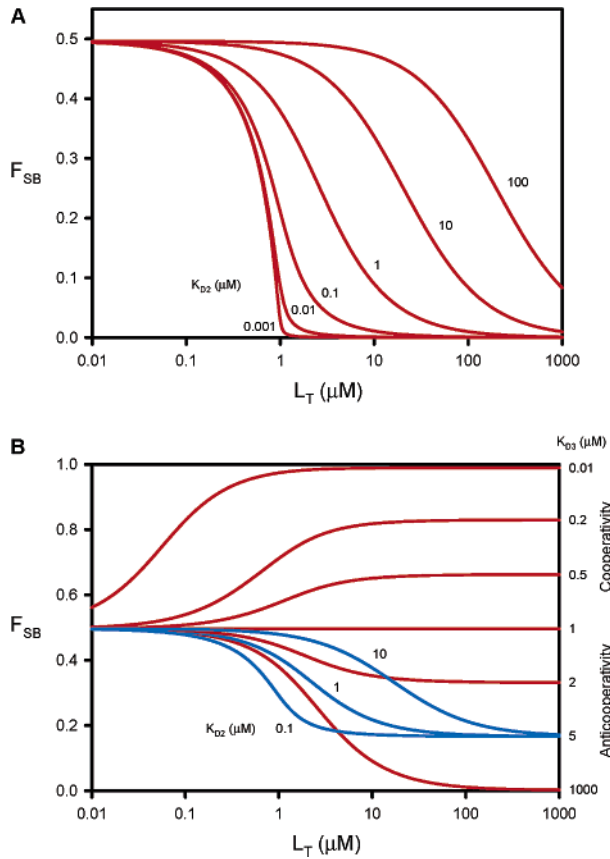 A
0.5
0.4
0.3
0.2
0.1
0.0
F_SB
100
10
1
0.1
0.01
0.001
K_D2 (µM)
0.01 0.1 1 10 100 1000
L_T (µM)
B
K_D3 (µM)
1.0
0.8
0.6
0.4
0.2
0.0
F_SB
0.01
0.2
0.5
1
2
5
1000
Cooperativity
Anticooperativity
10
1
K_D2 (µM) 0.1
0.01 0.1 1 10 100 1000
L_T (µM)